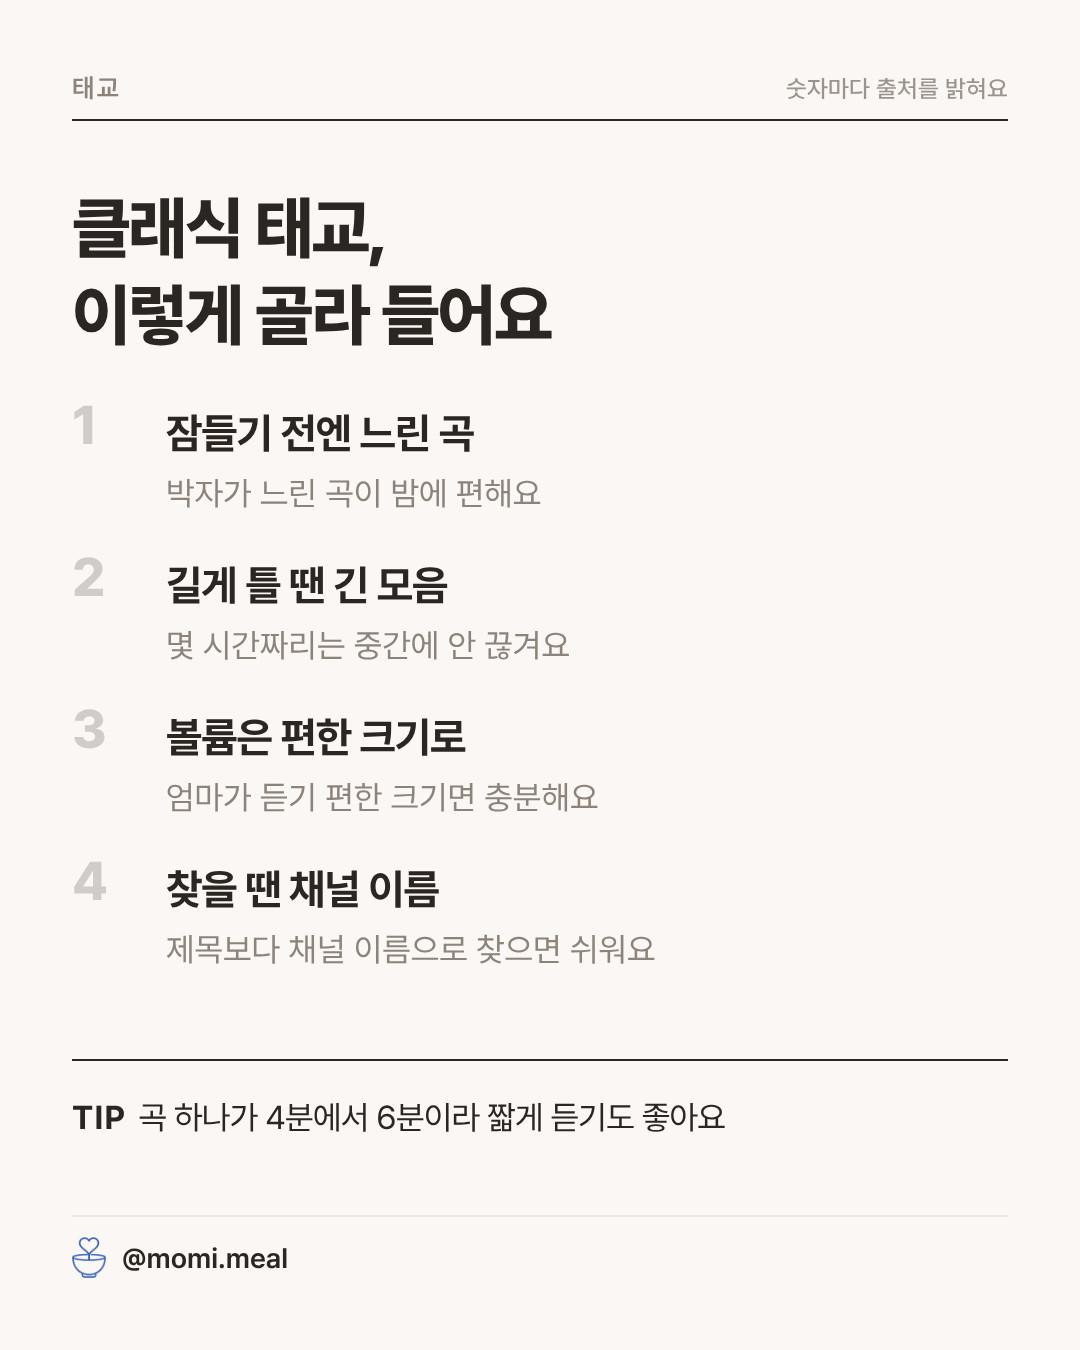 태교
숫자마다 출처를 밝혀요
클래식 태교,
이렇게 골라 들어요
1
잠들기 전엔 느린 곡
박자가 느린 곡이 밤에 편해요
2
길게 틀 땐 긴 모음
몇 시간짜리는 중간에 안 끊겨요
3
볼륨은 편한 크기로
엄마가 듣기 편한 크기면 충분해요
4
찾을 땐 채널 이름
제목보다 채널 이름으로 찾으면 쉬워요
TIP 곡 하나가 4분에서 6분이라 짧게 듣기도 좋아요
@momi.meal